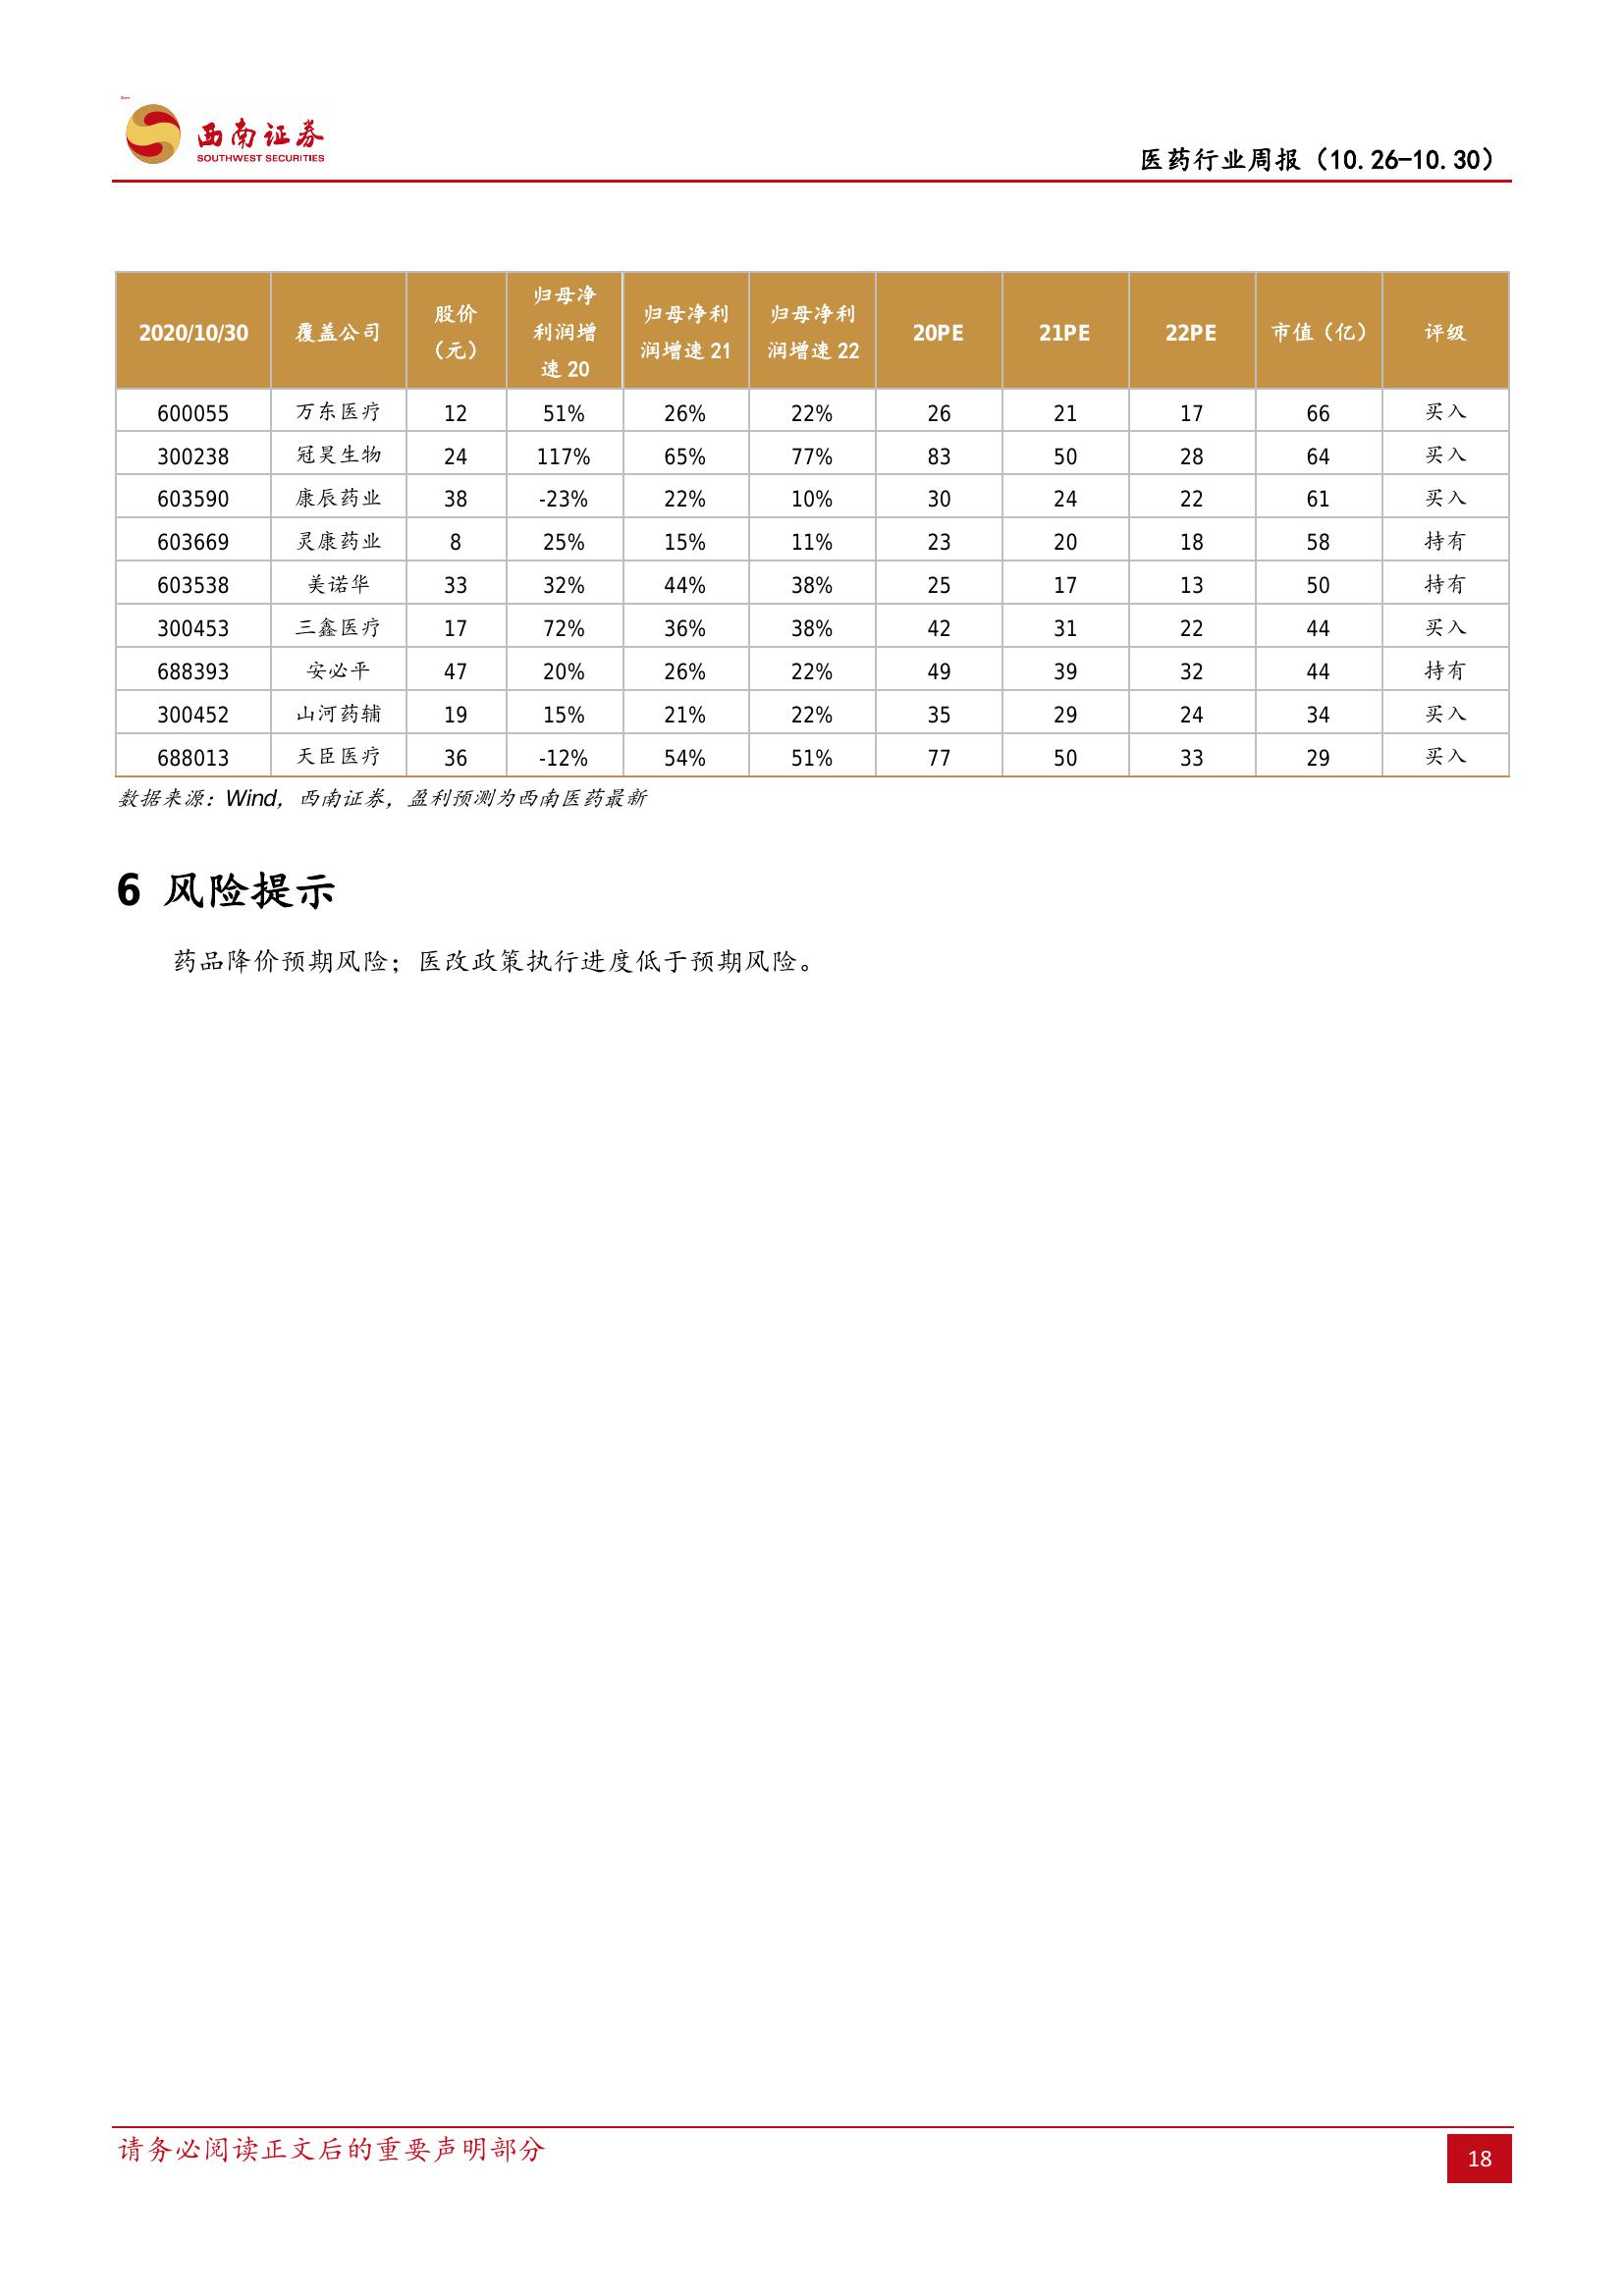 西南证券
SOUTHWEST SECURITIES
医药行业周报（10.26-10.30）
2020/10/30 覆盖公司 股价（元） 归母净利润增速 20 归母净利润增速 21 归母净利润增速 22 20PE 21PE 22PE 市值（亿） 评级
600055 万东医疗 12 51% 26% 22% 26 21 17 66 买入
300238 冠昊生物 24 117% 65% 77% 83 50 28 64 买入
603590 康辰药业 38 -23% 22% 10% 30 24 22 61 买入
603669 灵康药业 8 25% 15% 11% 23 20 18 58 持有
603538 美诺华 33 32% 44% 38% 25 17 13 50 持有
300453 三鑫医疗 17 72% 36% 38% 42 31 22 44 买入
688393 安必平 47 20% 26% 22% 49 39 32 44 持有
300452 山河药辅 19 15% 21% 22% 35 29 24 34 买入
688013 天臣医疗 36 -12% 54% 51% 77 50 33 29 买入
数据来源：Wind，西南证券，盈利预测为西南医药最新
6 风险提示
药品降价预期风险；医改政策执行进度低于预期风险。
请务必阅读正文后的重要声明部分
18